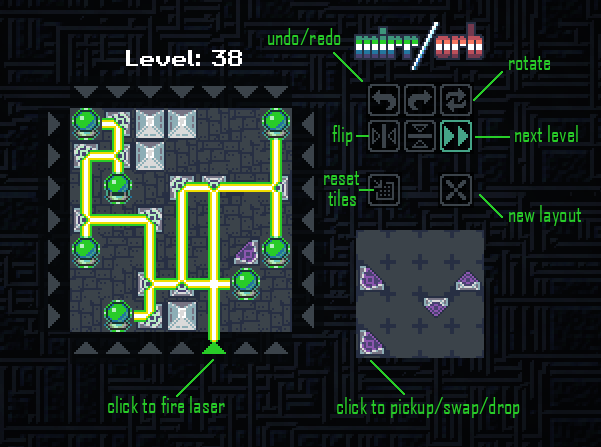 undo/redo
mirr/orb
Level: 38
rotate
flip
next level
reset
tiles
new layout
click to fire laser
click to pickup/swap/drop